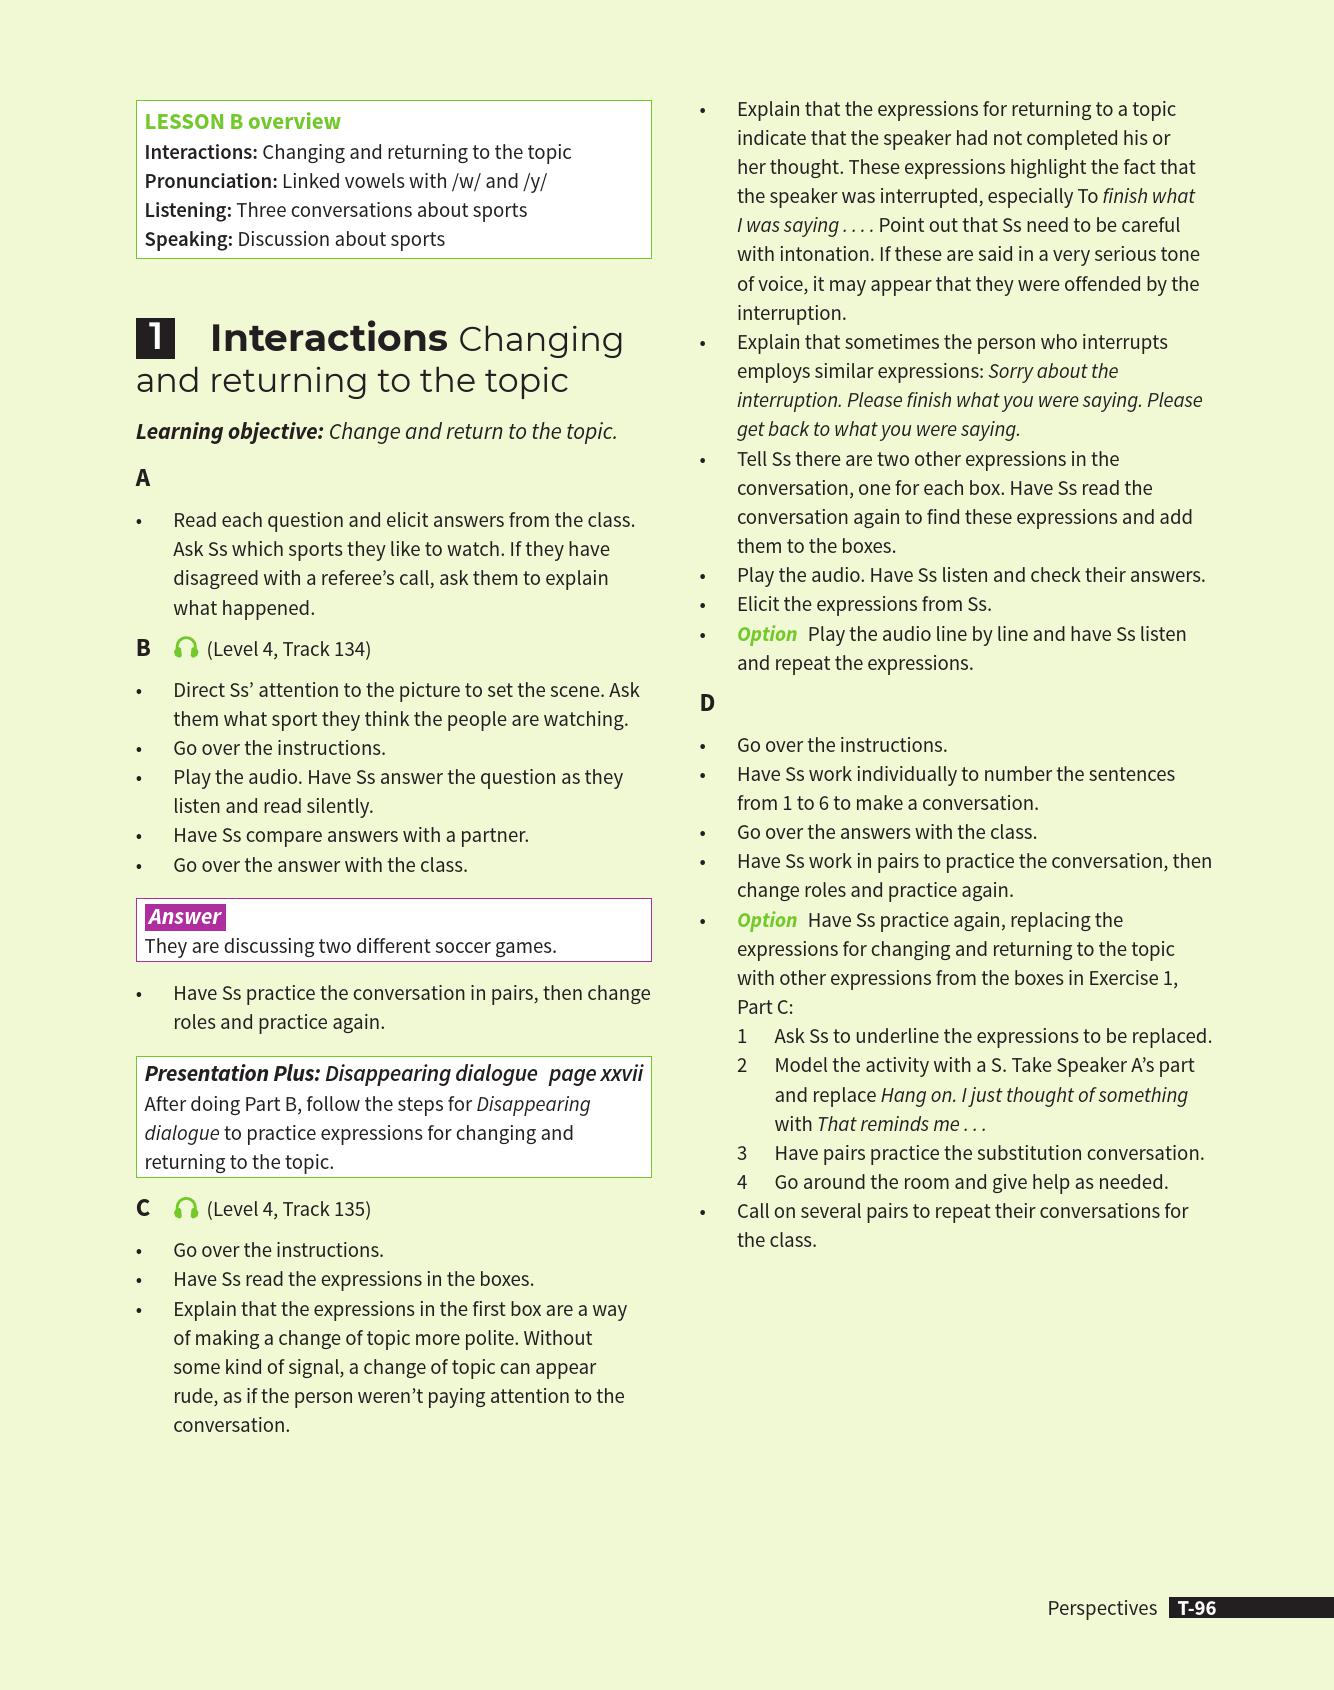 LESSON B overview
Interactions: Changing and returning to the topic
Pronunciation: Linked vowels with /w/ and /y/
Listening: Three conversations about sports
Speaking: Discussion about sports
1 Interactions Changing
and returning to the topic
Learning objective: Change and return to the topic.
A
• Read each question and elicit answers from the class.
Ask Ss which sports they like to watch. If they have
disagreed with a referee’s call, ask them to explain
what happened.
B (Level 4, Track 134)
• Direct Ss’ attention to the picture to set the scene. Ask
them what sport they think the people are watching.
• Go over the instructions.
• Play the audio. Have Ss answer the question as they
listen and read silently.
• Have Ss compare answers with a partner.
• Go over the answer with the class.
Answer
They are discussing two different soccer games.
• Have Ss practice the conversation in pairs, then change
roles and practice again.
Presentation Plus: Disappearing dialogue page xxvii
After doing Part B, follow the steps for Disappearing
dialogue to practice expressions for changing and
returning to the topic.
C (Level 4, Track 135)
• Go over the instructions.
• Have Ss read the expressions in the boxes.
• Explain that the expressions in the first box are a way
of making a change of topic more polite. Without
some kind of signal, a change of topic can appear
rude, as if the person weren’t paying attention to the
conversation.
• Explain that the expressions for returning to a topic
indicate that the speaker had not completed his or
her thought. These expressions highlight the fact that
the speaker was interrupted, especially To finish what
I was saying . . . . Point out that Ss need to be careful
with intonation. If these are said in a very serious tone
of voice, it may appear that they were offended by the
interruption.
• Explain that sometimes the person who interrupts
employs similar expressions: Sorry about the
interruption. Please finish what you were saying. Please
get back to what you were saying.
• Tell Ss there are two other expressions in the
conversation, one for each box. Have Ss read the
conversation again to find these expressions and add
them to the boxes.
• Play the audio. Have Ss listen and check their answers.
• Elicit the expressions from Ss.
• Option Play the audio line by line and have Ss listen
and repeat the expressions.
D
• Go over the instructions.
• Have Ss work individually to number the sentences
from 1 to 6 to make a conversation.
• Go over the answers with the class.
• Have Ss work in pairs to practice the conversation, then
change roles and practice again.
• Option Have Ss practice again, replacing the
expressions for changing and returning to the topic
with other expressions from the boxes in Exercise 1,
Part C:
1 Ask Ss to underline the expressions to be replaced.
2 Model the activity with a S. Take Speaker A’s part
and replace Hang on. I just thought of something
with That reminds me . . .
3 Have pairs practice the substitution conversation.
4 Go around the room and give help as needed.
• Call on several pairs to repeat their conversations for
the class.
Perspectives T-96